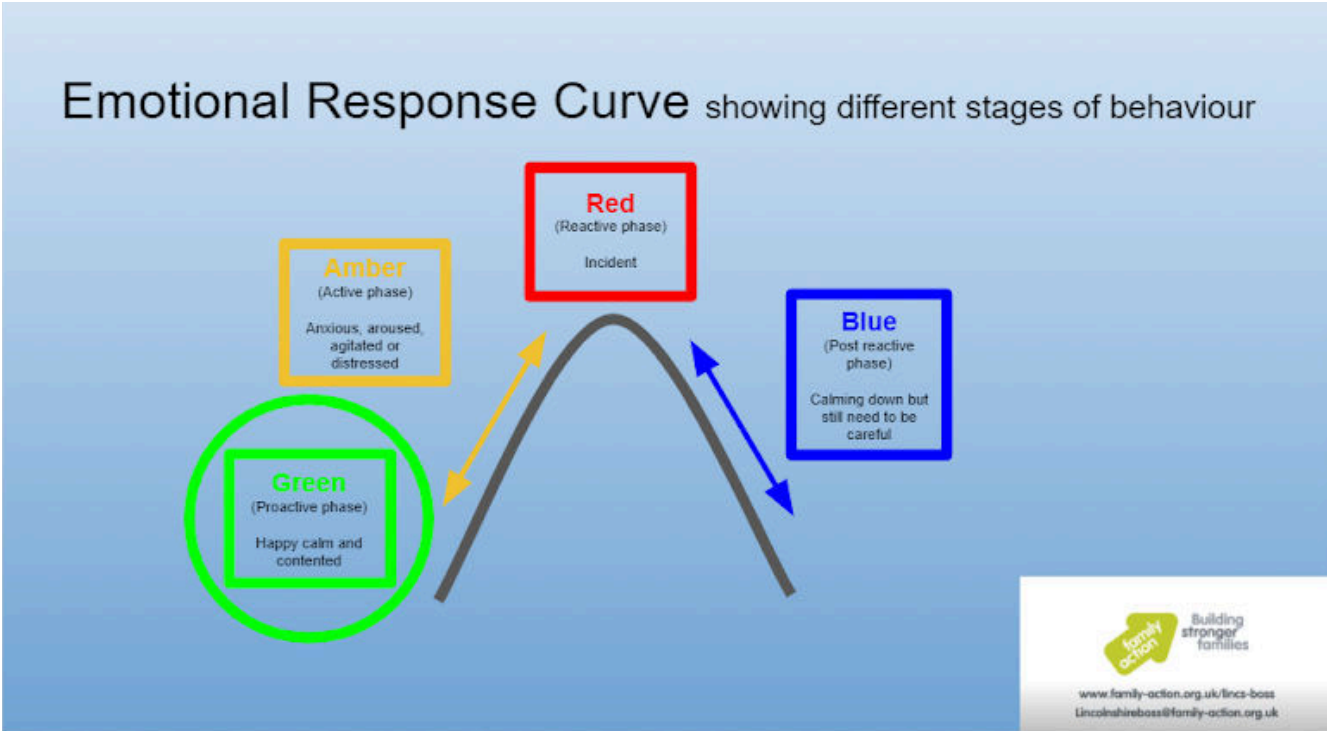 Emotional Response Curve showing different stages of behaviour
Red
(Reactive phase)
Incident
Amber
(Active phase)
Anxious, aroused,
agitated or
distressed
Blue
(Post reactive
phase)
Calming down but
still need to be
careful
Green
(Proactive phase)
Happy calm and
contented
family
action
Building
stronger
families
www.family-action.org.uk/lincs-boss
Lincolnshireboss@family-action.org.uk